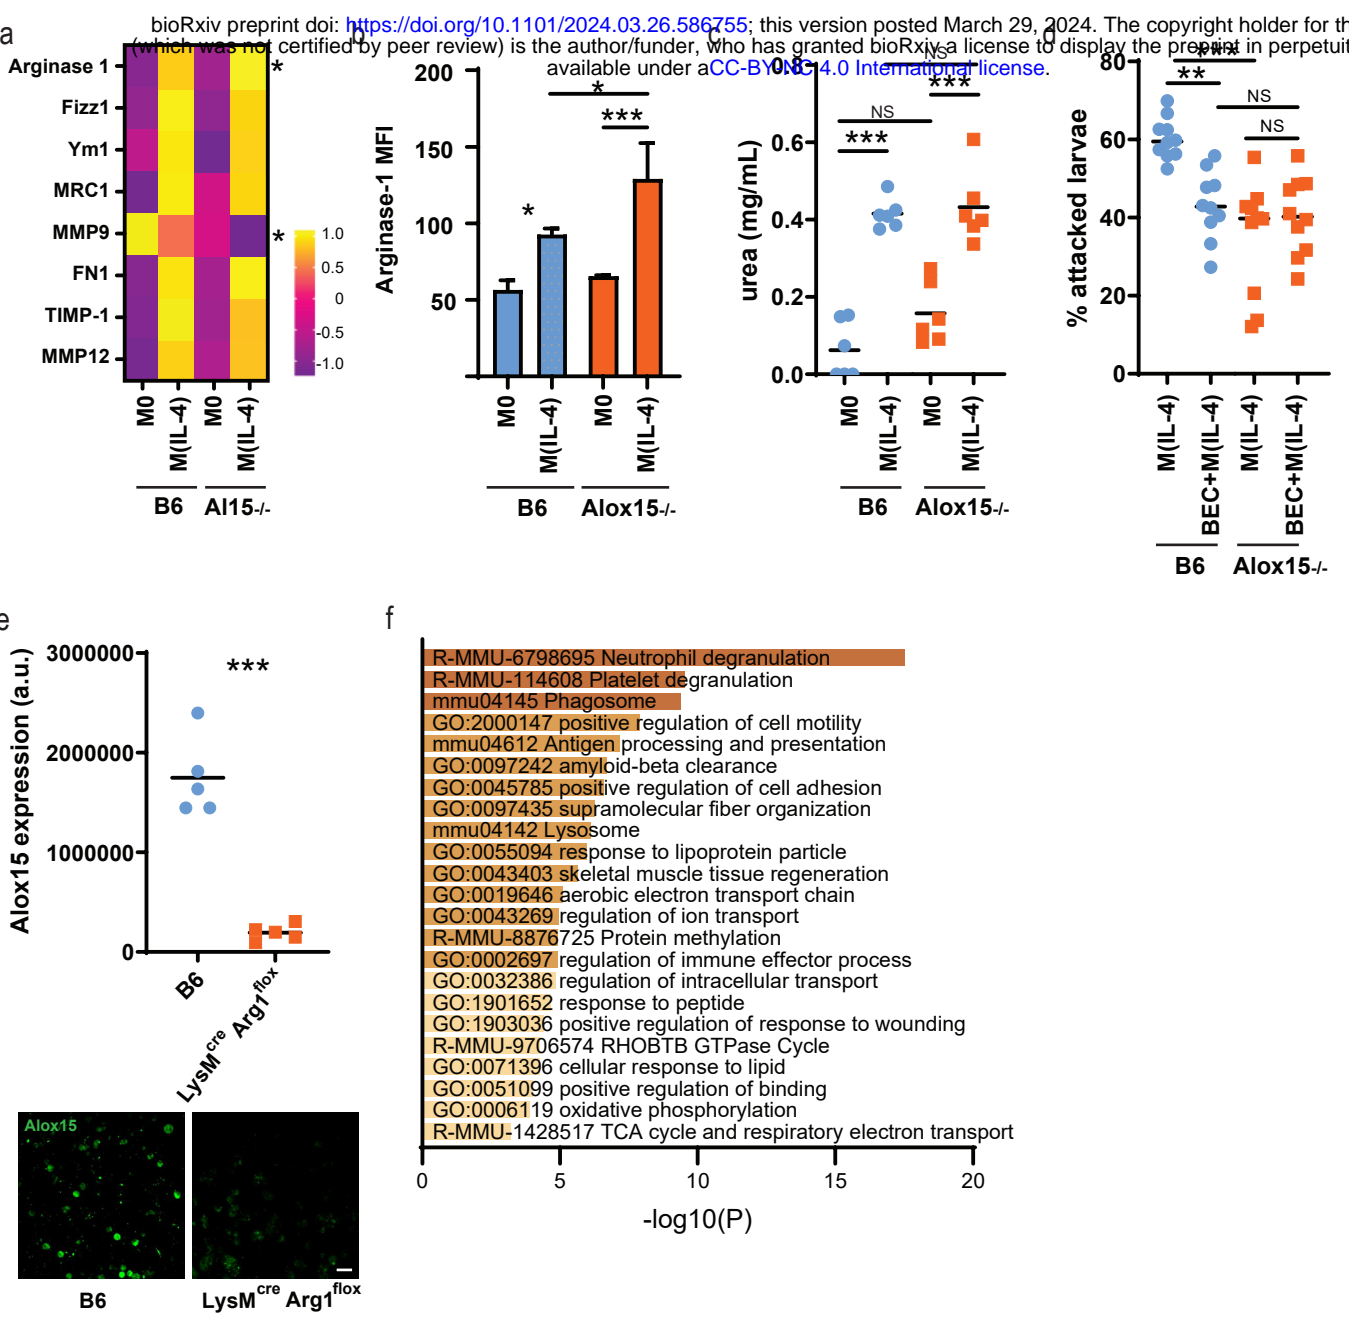 bioRxiv preprint doi: https://doi.org/10.1101/2024.03.26.586755; this version posted March 29, 2024. The copyright holder for th
(which was not certified by peer review) is the author/funder, who has granted bioRxiv a license to display the preprint in perpetuit
available under aCC-BY-NC 4.0 International license.
a
Arginase 1
*
Fizz1
Ym1
MRC1
MMP9
*
FN1
TIMP-1
MMP12
1.0
0.5
0
-0.5
-1.0
M0
M(IL-4)
M0
M(IL-4)
B6
Al15-/-
b
Arginase-1 MFI
200
150
100
50
*
*
***
M0
M(IL-4)
M0
M(IL-4)
B6
Alox15-/-
c
urea (mg/mL)
0.8
0.6
0.4
0.2
0.0
NS
***
NS
***
M0
M(IL-4)
M0
M(IL-4)
B6
Alox15-/-
d
% attacked larvae
80
60
40
20
0
***
**
NS
NS
M(IL-4)
BEC+M(IL-4)
M(IL-4)
BEC+M(IL-4)
B6
Alox15-/-
e
Alox15 expression (a.u.)
3000000
2000000
1000000
0
***
B6
LysMcre Arg1flox
Alox15
B6
LysMcre Arg1flox
f
R-MMU-6798695 Neutrophil degranulation
R-MMU-114608 Platelet degranulation
mmu04145 Phagosome
GO:2000147 positive regulation of cell motility
mmu04612 Antigen processing and presentation
GO:0097242 amyloid-beta clearance
GO:0045785 positive regulation of cell adhesion
GO:0097435 supramolecular fiber organization
mmu04142 Lysosome
GO:0055094 response to lipoprotein particle
GO:0043403 skeletal muscle tissue regeneration
GO:0019646 aerobic electron transport chain
GO:0043269 regulation of ion transport
R-MMU-8876725 Protein methylation
GO:0002697 regulation of immune effector process
GO:0032386 regulation of intracellular transport
GO:1901652 response to peptide
GO:1903036 positive regulation of response to wounding
R-MMU-9706574 RHOBTB GTPase Cycle
GO:0071396 cellular response to lipid
GO:0051099 positive regulation of binding
GO:0006119 oxidative phosphorylation
R-MMU-1428517 TCA cycle and respiratory electron transport
0
5
10
15
20
-log10(P)